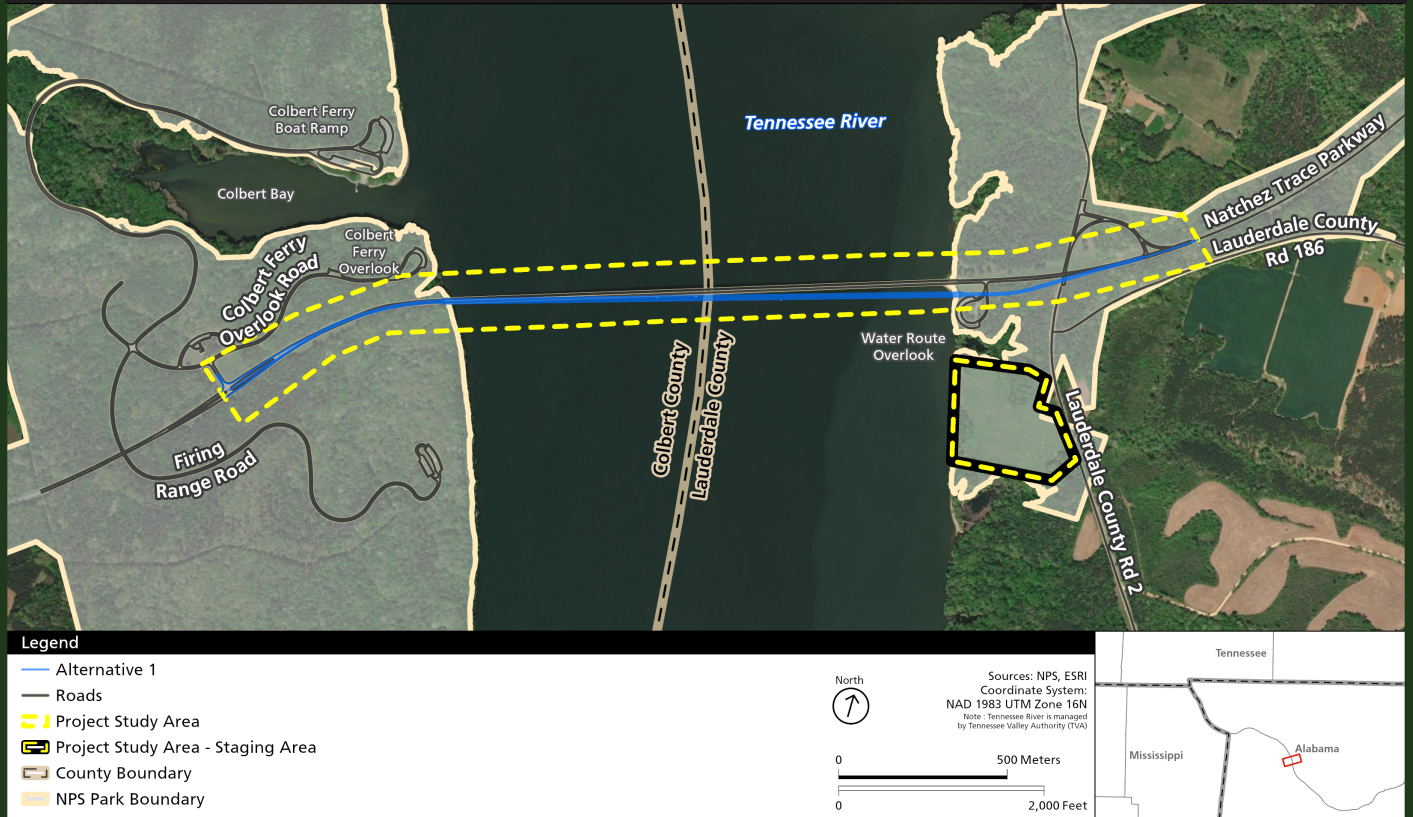 Colbert Ferry
Boat Ramp
Tennessee River
Colbert Bay
Natchez Trace Parkway
Lauderdale County
Rd 186
Colbert
Ferry
Overlook
Colbert Ferry
Overlook Road
Water Route
Overlook
Colbert County
Lauderdale County
Lauderdale County Rd 2
Firing
Range Road
Legend
Alternative 1
Roads
Project Study Area
Project Study Area - Staging Area
County Boundary
NPS Park Boundary
North
Sources: NPS, ESRI
Coordinate System:
NAD 1983 UTM Zone 16N
Note : Tennessee River is managed
by Tennessee Valley Authority (TVA)
0 500 Meters
0 2,000 Feet
Tennessee
Mississippi
Alabama